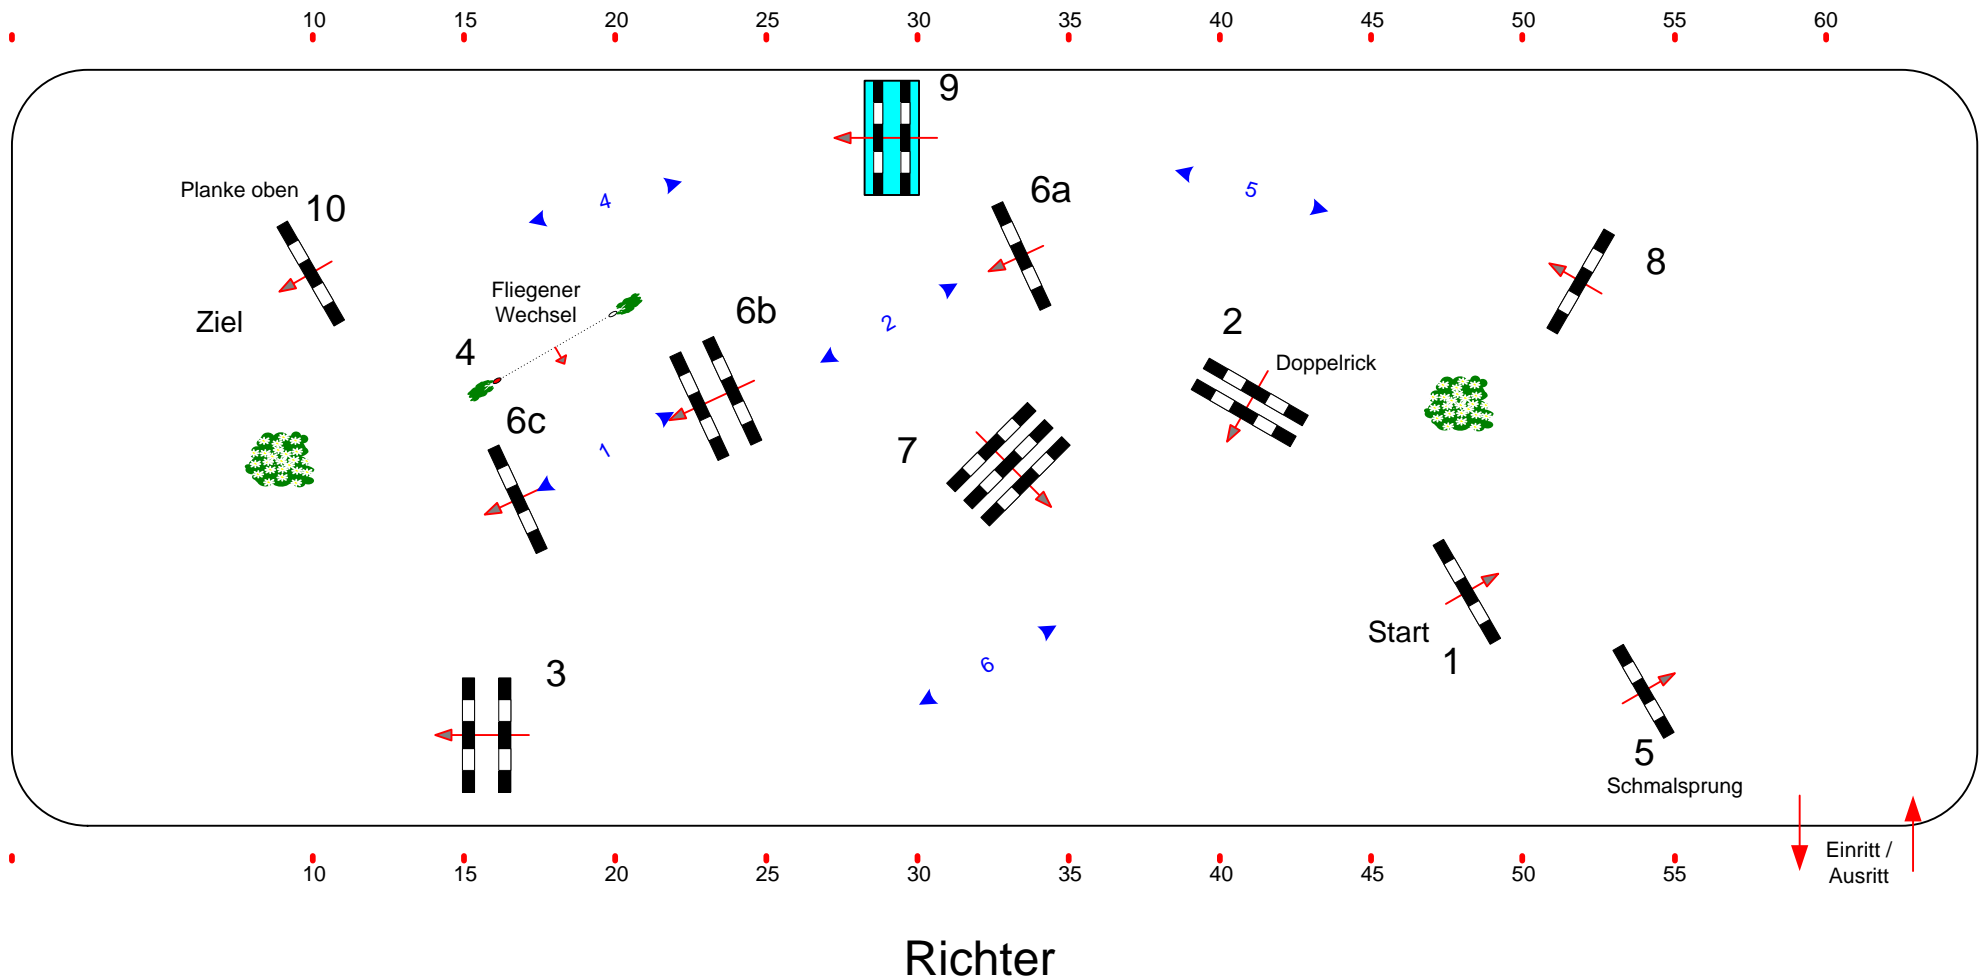 10 15 20 25 30 35 40 45 50 55 60
9
Planke oben
10
4
6a
5
8
Fliegener
Wechsel
Ziel
6b
2
2
4
Doppelrick
6c
1
7
Start
1
3
6
5
Schmalsprung
Einritt /
Ausritt
10 15 20 25 30 35 40 45 50 55
Richter